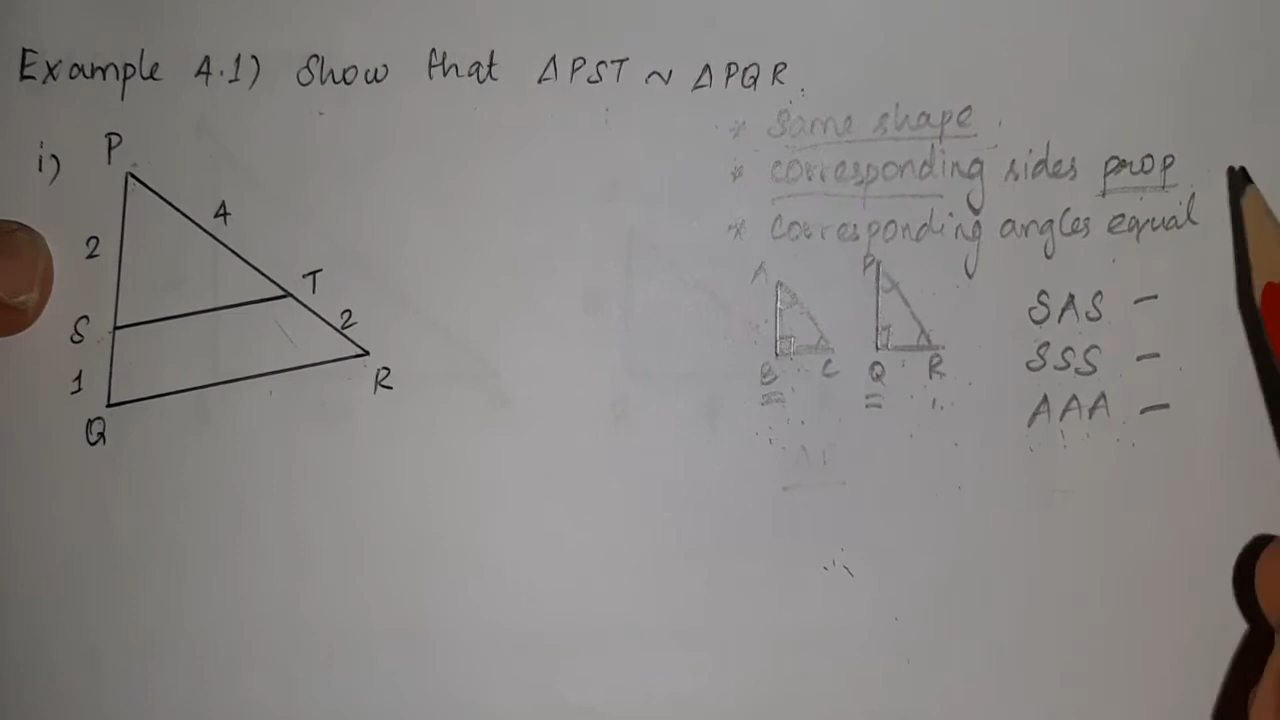 Example 4.1) Show that ΔPST ~ ΔPQR.
* Same shape.
* corresponding sides prop
* corresponding angles equal
i)
P
2
4
S
T
1
2
Q
R
A
B
C
P
Q
R
SAS –
SSS –
AAA –